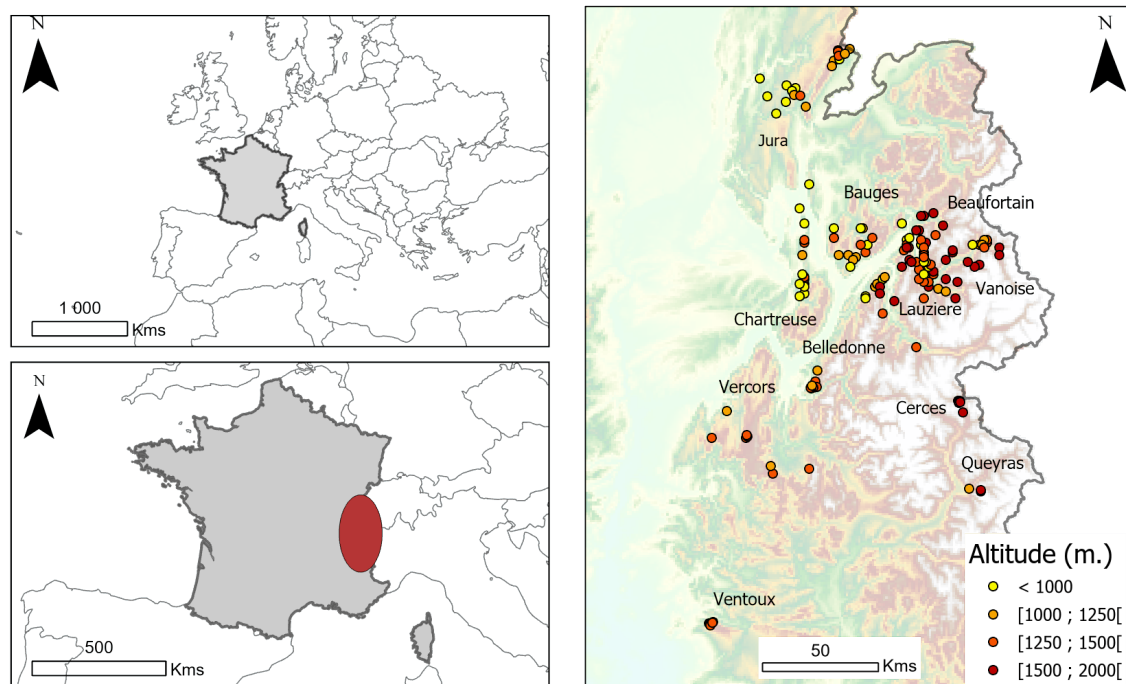 N
1 000
Kms
N
500
Kms
N
Jura
Bauges
Beaufortain
Vanoise
Lauziere
Chartreuse
Belledonne
Vercors
Cerces
Queyras
Ventoux
50
Kms
Altitude (m.)
< 1000
[1000 ; 1250[
[1250 ; 1500[
[1500 ; 2000[